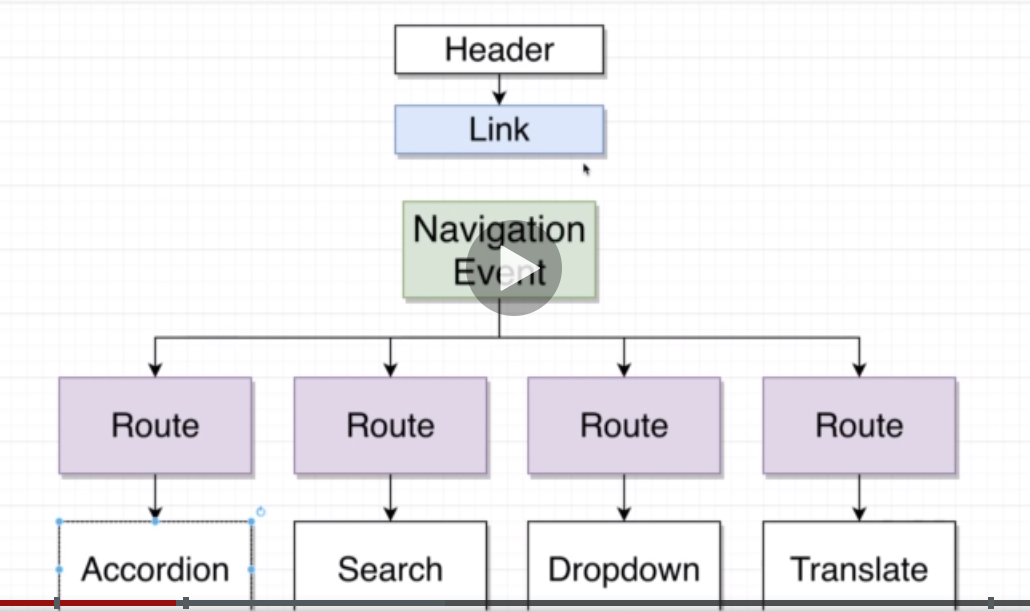 Header
Link
Navigation
Event
Route Route Route Route
Accordion Search Dropdown Translate